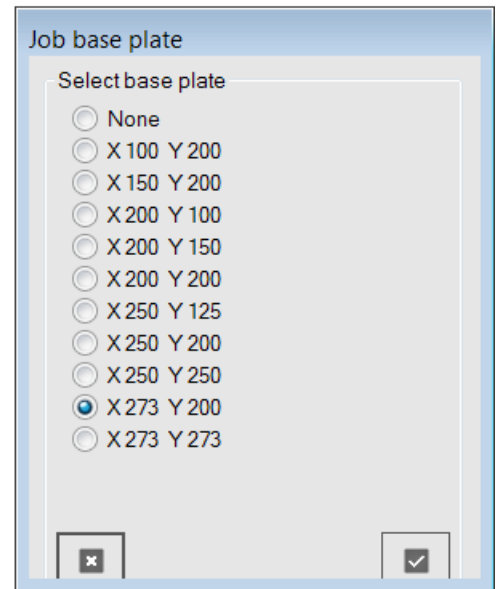 Job base plate
Select base plate
None
X 100 Y 200
X 150 Y 200
X 200 Y 100
X 200 Y 150
X 200 Y 200
X 250 Y 125
X 250 Y 200
X 250 Y 250
X 273 Y 200
X 273 Y 273